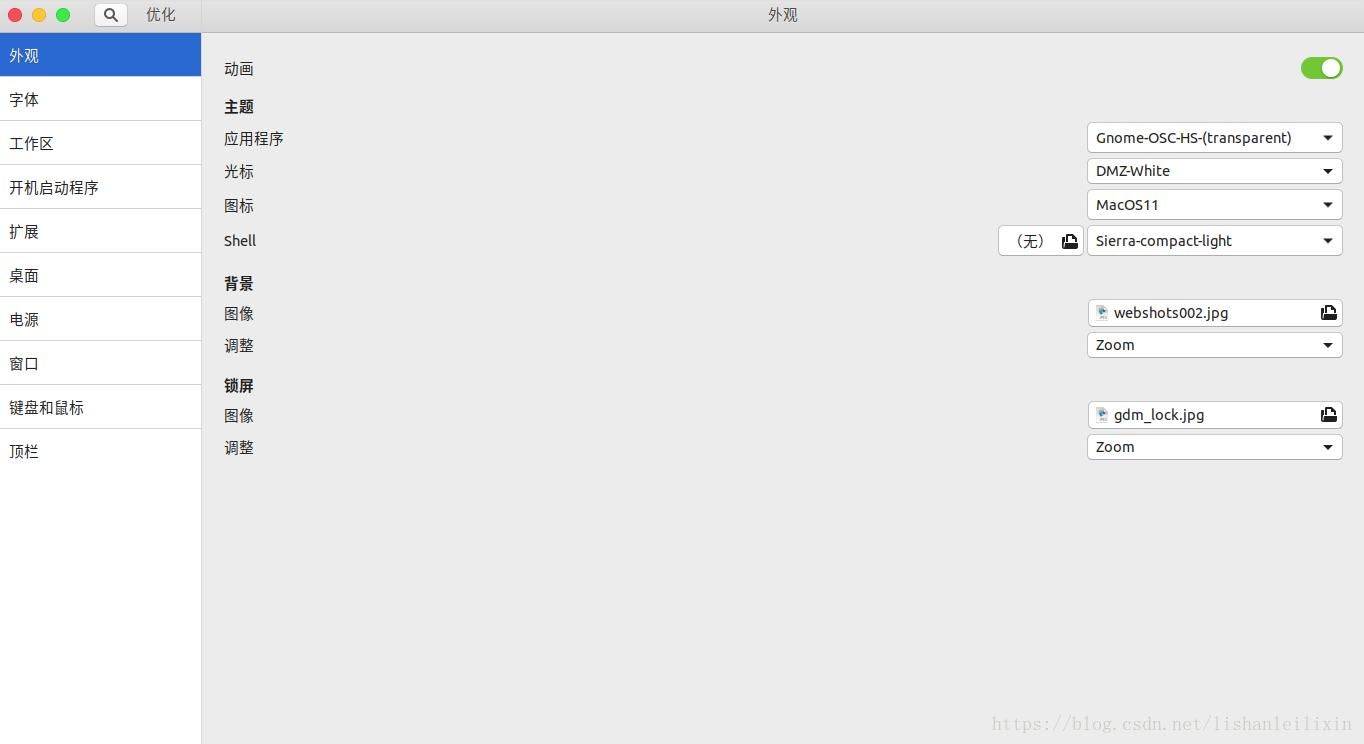 优化
外观
外观
字体
工作区
开机启动程序
扩展
桌面
电源
窗口
键盘和鼠标
顶栏
动画
主题
应用程序 Gnome-OSC-HS-(transparent)
光标 DMZ-White
图标 MacOS11
Shell （无） Sierra-compact-light
背景
图像 webshots002.jpg
调整 Zoom
锁屏
图像 gdm_lock.jpg
调整 Zoom
https://blog.csdn.net/lishanleilixin